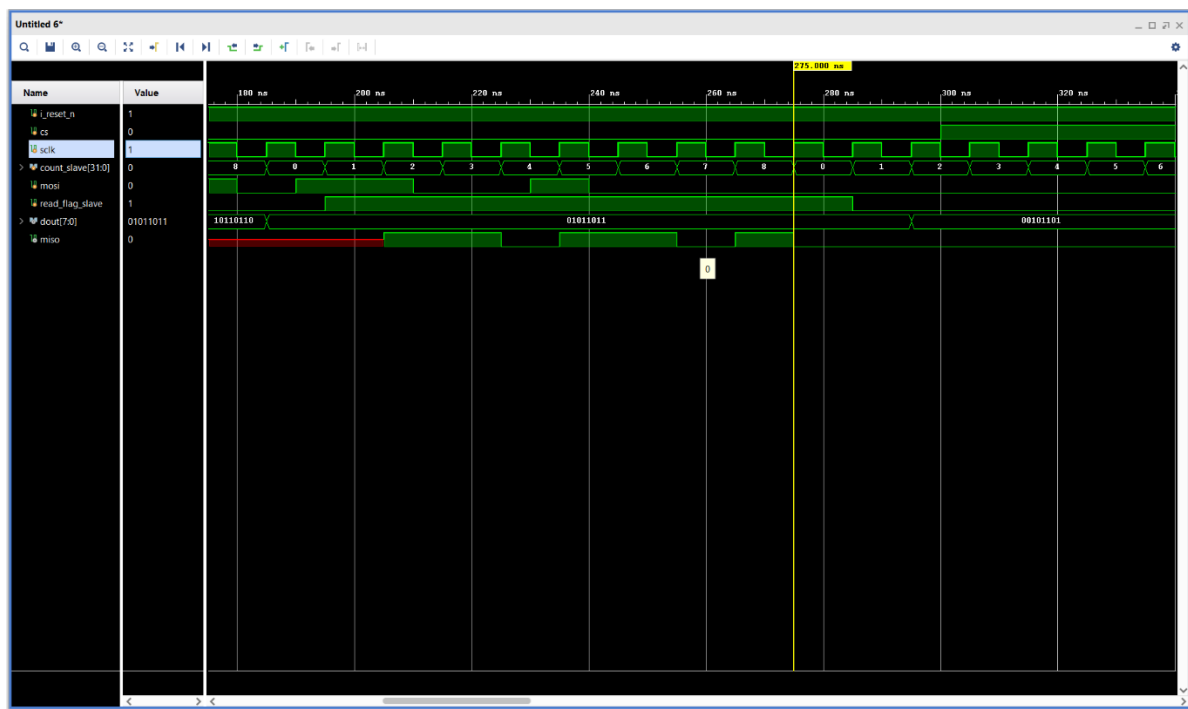 Untitled 6*
275.000 ns
Name Value
180 ns 200 ns 220 ns 240 ns 260 ns 280 ns 300 ns 320 ns
i_reset_n 1
cs 0
sclk 1
count_slave[31:0] 0 8 0 1 2 3 4 5 6 7 8 0 1 2 3 4 5 6
mosi 0
read_flag_slave 1
dout[7:0] 01011011 10110110 01011011 00101101
miso 0
0